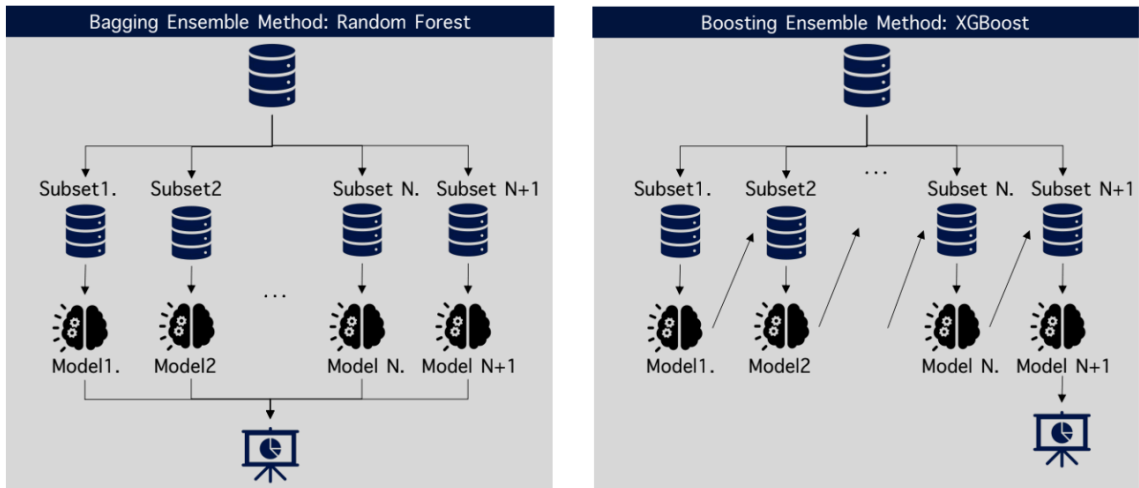 Bagging Ensemble Method: Random Forest
Subset1. Subset2 Subset N. Subset N+1
...
Model1. Model2 Model N. Model N+1
Boosting Ensemble Method: XGBoost
...
Subset1. Subset2 Subset N. Subset N+1
Model1. Model2 Model N. Model N+1